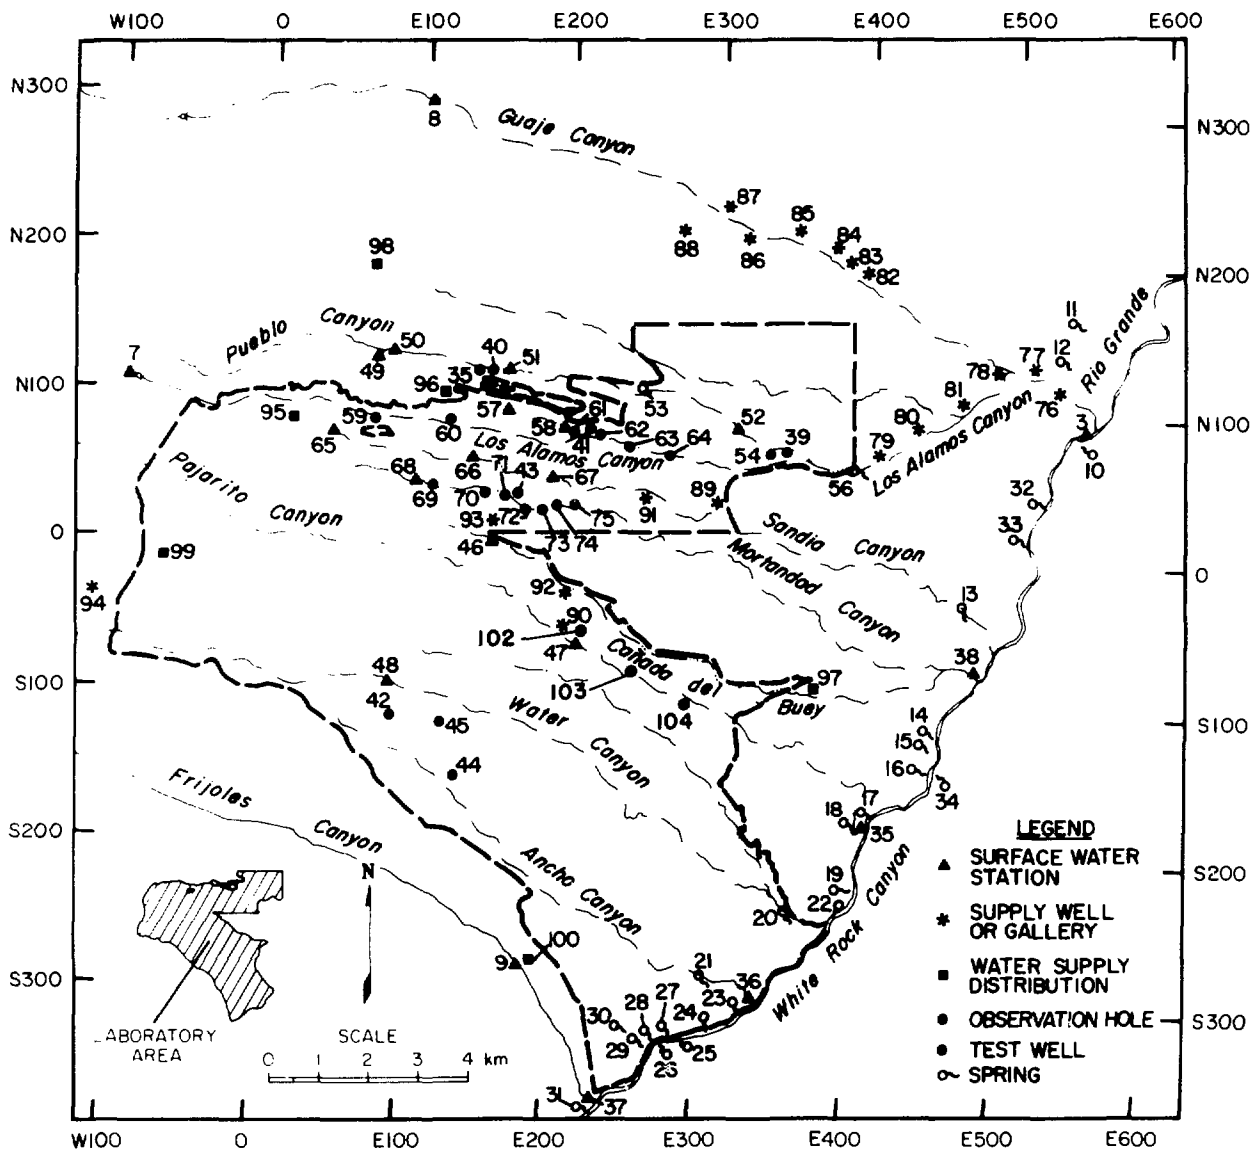 W100 0 E100 E200 E300 E400 E500 E600
N300
N300
8
Guaje Canyon
87
85
84
88
86
83
82
N200
N200
98
Rio Grande
11
Pueblo Canyon
50
49
7
40
51
35
12
77
78
N100
96
95
59
60
57
58
61
41
62
53
52
63
64
54
39
81
80
79
76
3
N100
10
65
66
Los Alamos Canyon
Los Alamos Canyon
56
68
69
71
43
67
70
72
93
73
74
75
91
89
32
33
Pajarito Canyon
0
46
Sandia Canyon
Mortandad Canyon
0
99
94
92
90
102
47
13
38
48
Cañada del Buey
103
104
97
S100
42
45
44
Water Canyon
14
15
16
S100
34
Frijoles Canyon
18
17
35
S200
Ancho Canyon
19
22
20
S200
N
100
9
21
White Rock Canyon
S300
36
27
28
23
24
30
29
26
25
S300
31
37
LEGEND
SURFACE WATER
STATION
SUPPLY WELL
OR GALLERY
WATER SUPPLY
DISTRIBUTION
OBSERVATION HOLE
TEST WELL
SPRING
ABORATORY
AREA
SCALE
0 1 2 3 4 km
W100 0 E100 E200 E300 E400 E500 E600